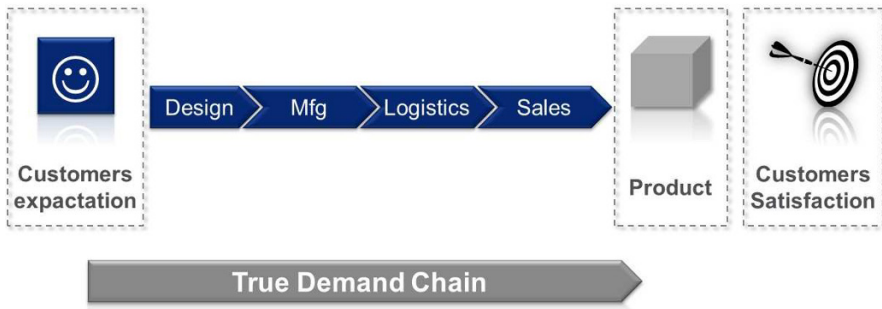 Customers
expactation
Design
Mfg
Logistics
Sales
Product
Customers
Satisfaction
True Demand Chain